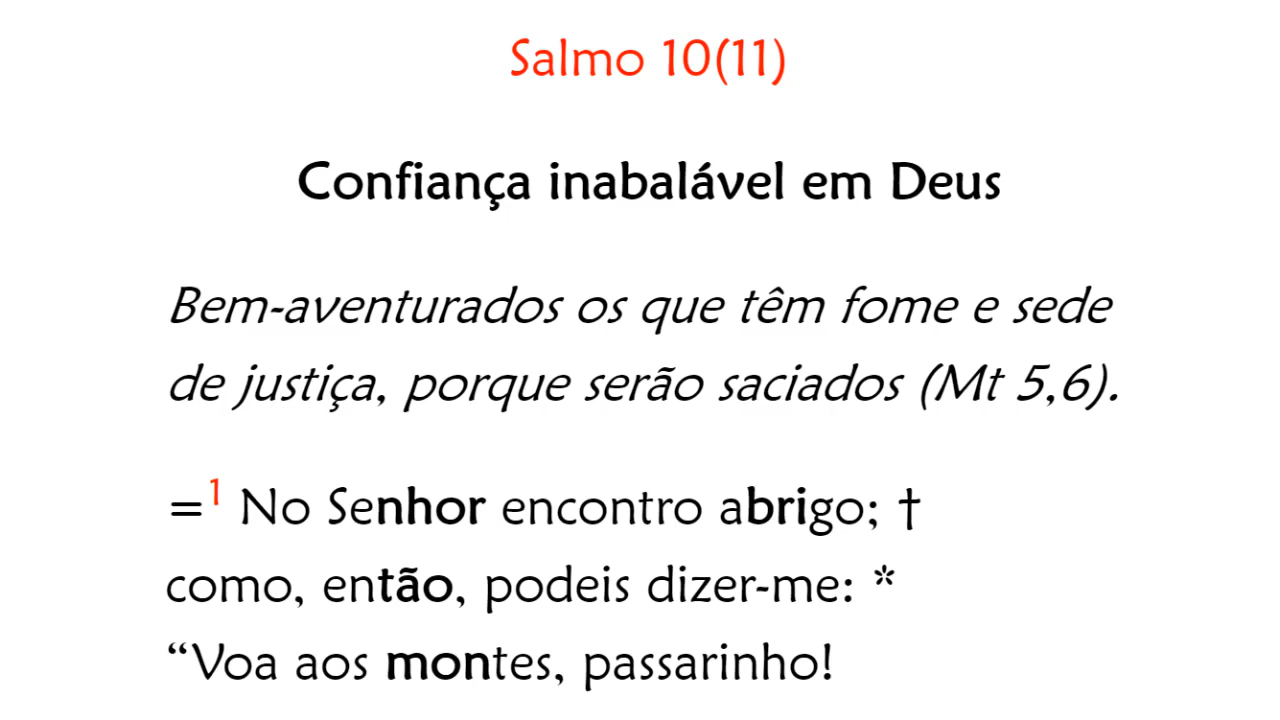 Salmo 10(11)
Confiança inabalável em Deus
Bem-aventurados os que têm fome e sede
de justiça, porque serão saciados (Mt 5,6).
=¹ No Senhor encontro abrigo; †
como, então, podeis dizer-me: *
“Voa aos montes, passarinho!